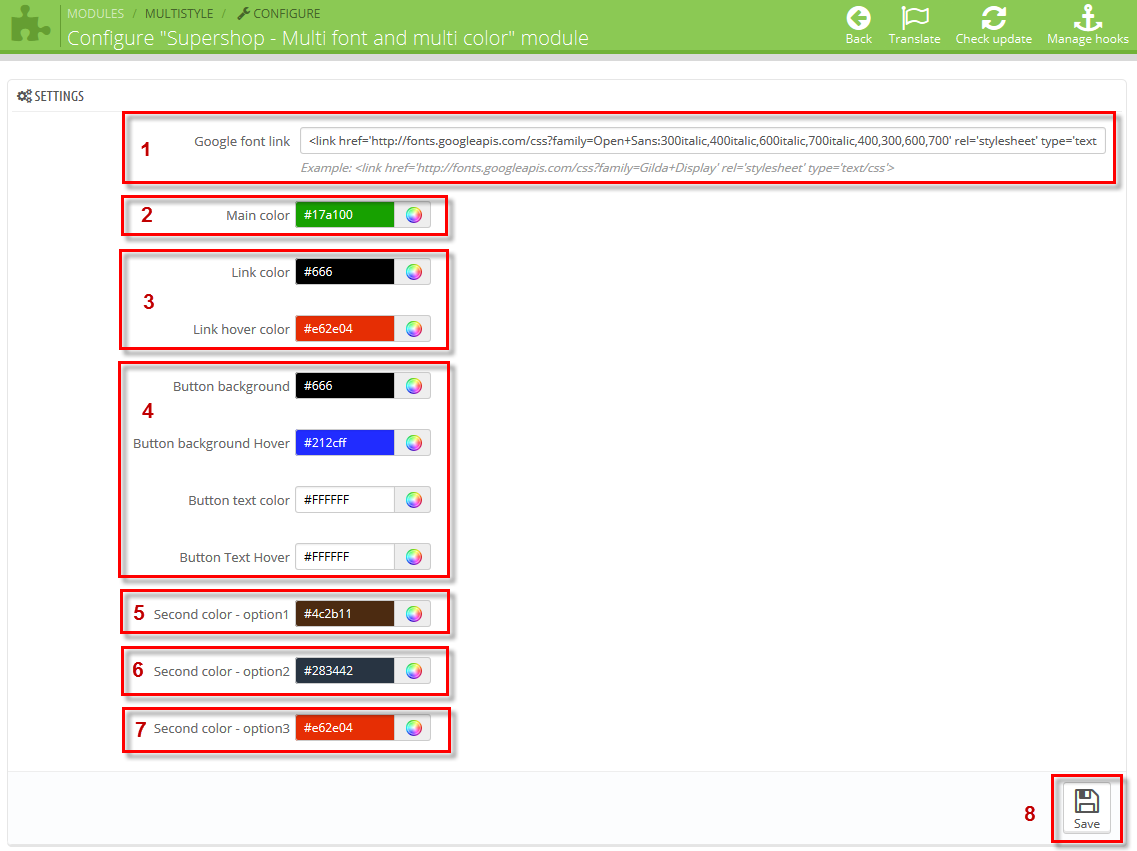 MODULES / MULTISTYLE / CONFIGURE
Configure "Supershop - Multi font and multi color" module
Back Translate Check update Manage hooks
SETTINGS
1 Google font link <link href='http://fonts.googleapis.com/css?family=Open+Sans:300italic,400italic,600italic,700italic,400,300,600,700' rel='stylesheet' type='text
Example: <link href='http://fonts.googleapis.com/css?family=Gilda+Display' rel='stylesheet' type='text/css'>
2 Main color #17a100
Link color #666
3
Link hover color #e62e04
Button background #666
4
Button background Hover #212cff
Button text color #FFFFFF
Button Text Hover #FFFFFF
5 Second color - option1 #4c2b11
6 Second color - option2 #283442
7 Second color - option3 #e62e04
8 Save